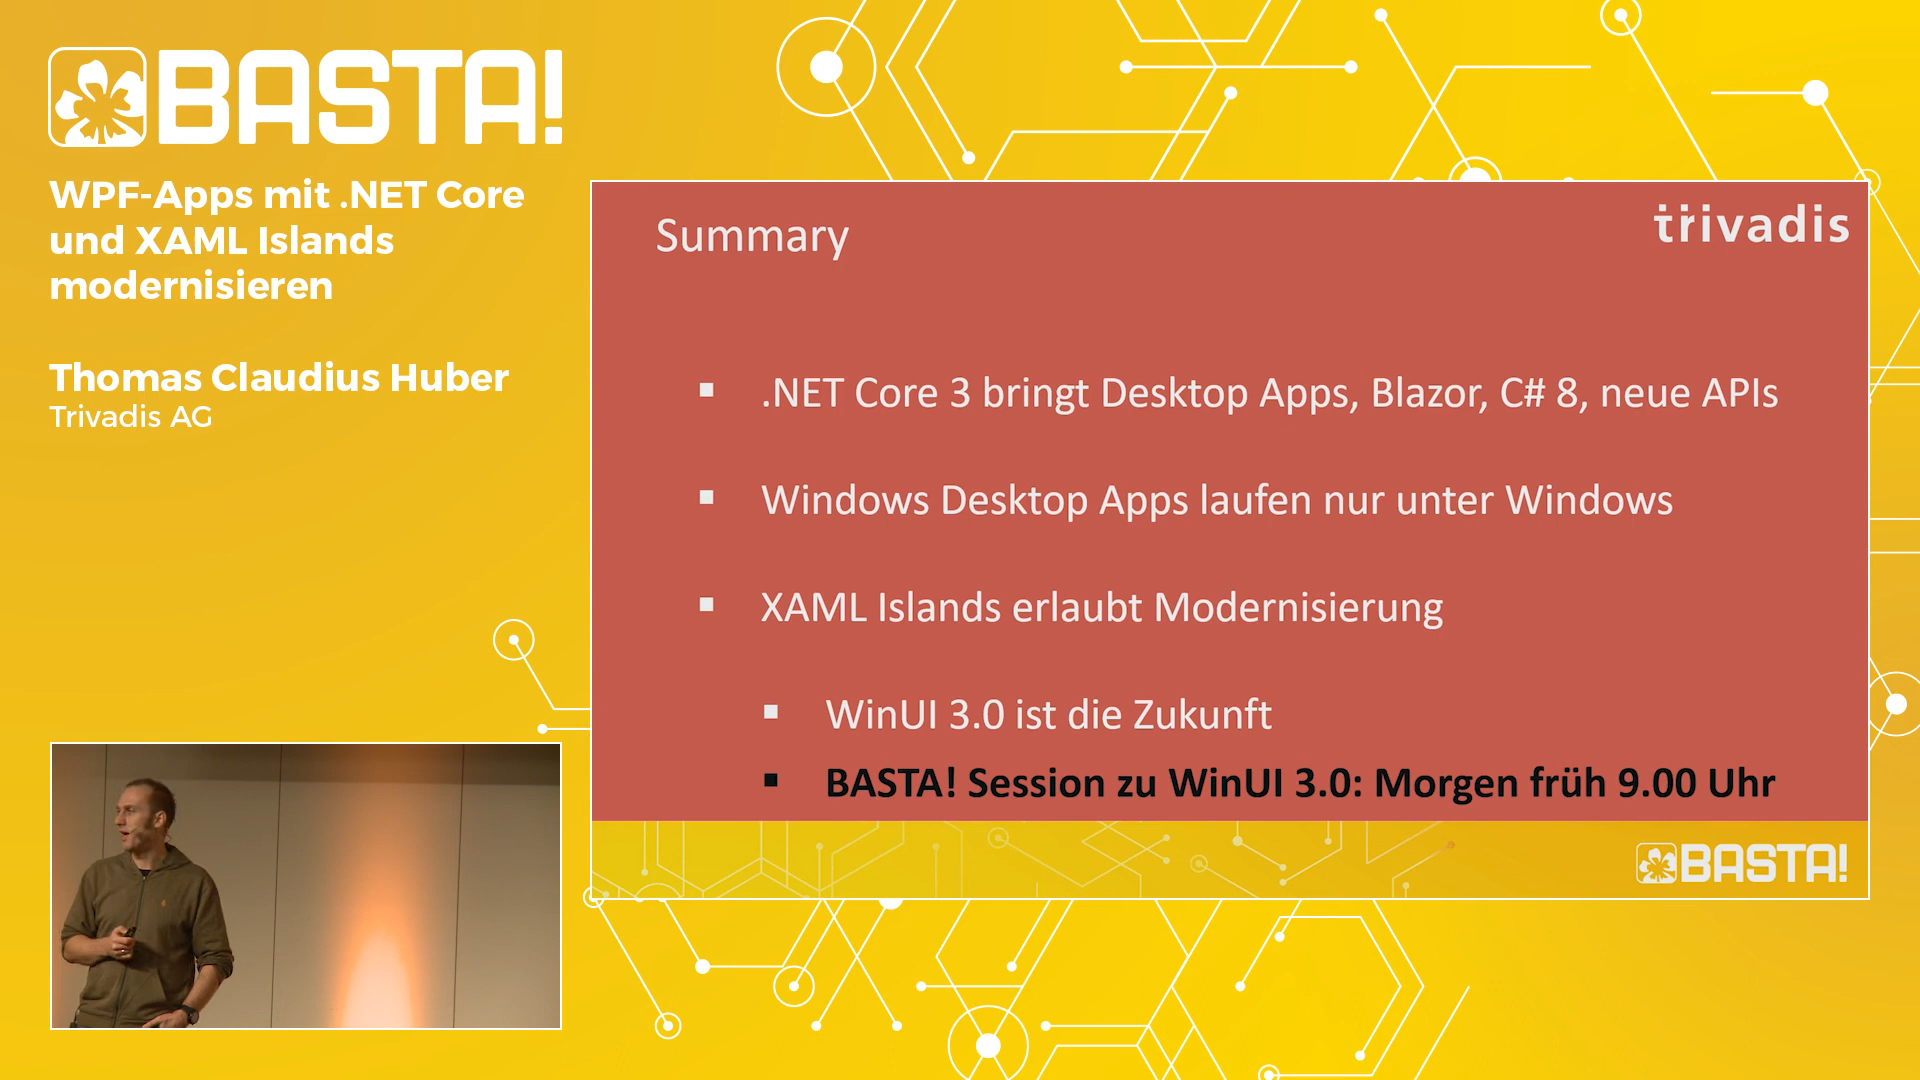 BASTA!
WPF-Apps mit .NET Core
und XAML Islands
modernisieren
Thomas Claudius Huber
Trivadis AG
Summary
trivadis
▪ .NET Core 3 bringt Desktop Apps, Blazor, C# 8, neue APIs
▪ Windows Desktop Apps laufen nur unter Windows
▪ XAML Islands erlaubt Modernisierung
▪ WinUI 3.0 ist die Zukunft
▪ BASTA! Session zu WinUI 3.0: Morgen früh 9.00 Uhr
BASTA!